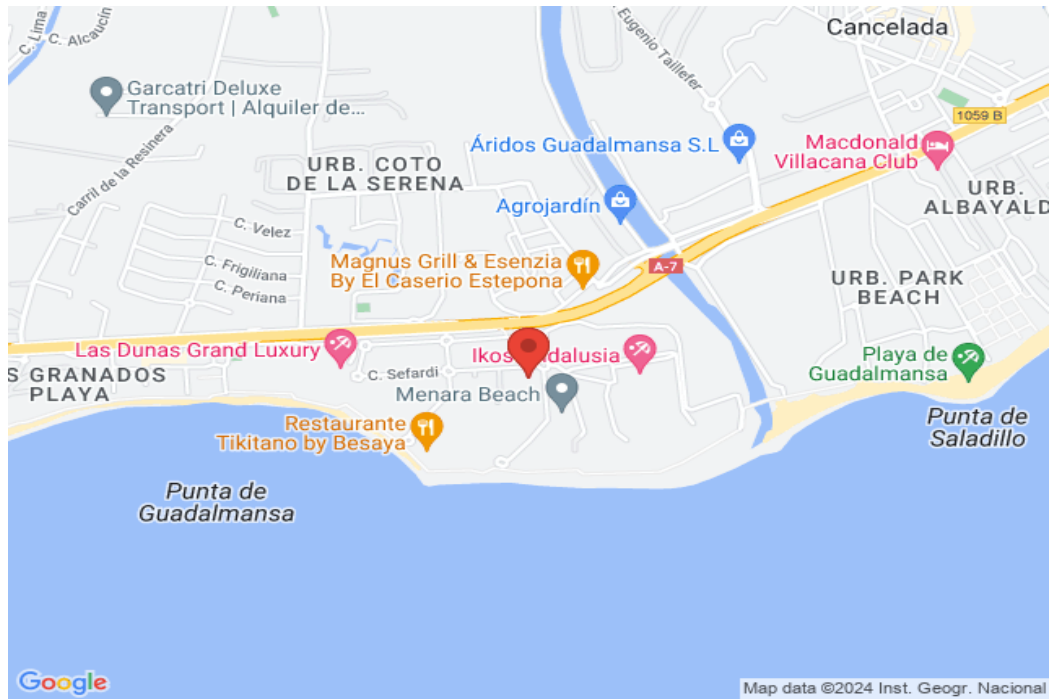 C. Lima
C. Alcaucín
Eugenio Taillefer
Cancelada
Garcatri Deluxe
Transport | Alquiler de...
1059 B
Carril de la Resinera
Áridos Guadalmansa S.L
Macdonald
Villacana Club
URB. COTO
DE LA SERENA
URB.
ALBAYALD
Agrojardín
C. Velez
C. Frigiliana
C. Periana
Magnus Grill & Esenzia
By El Caserio Estepona
A-7
URB. PARK
BEACH
Las Dunas Grand Luxury
Ikos
dalusia
Playa de
Guadalmansa
S GRANADOS
PLAYA
C. Sefardi
Menara Beach
Restaurante
Tikitano by Besaya
Punta de
Saladillo
Punta de
Guadalmansa
Google
Map data ©2024 Inst. Geogr. Nacional